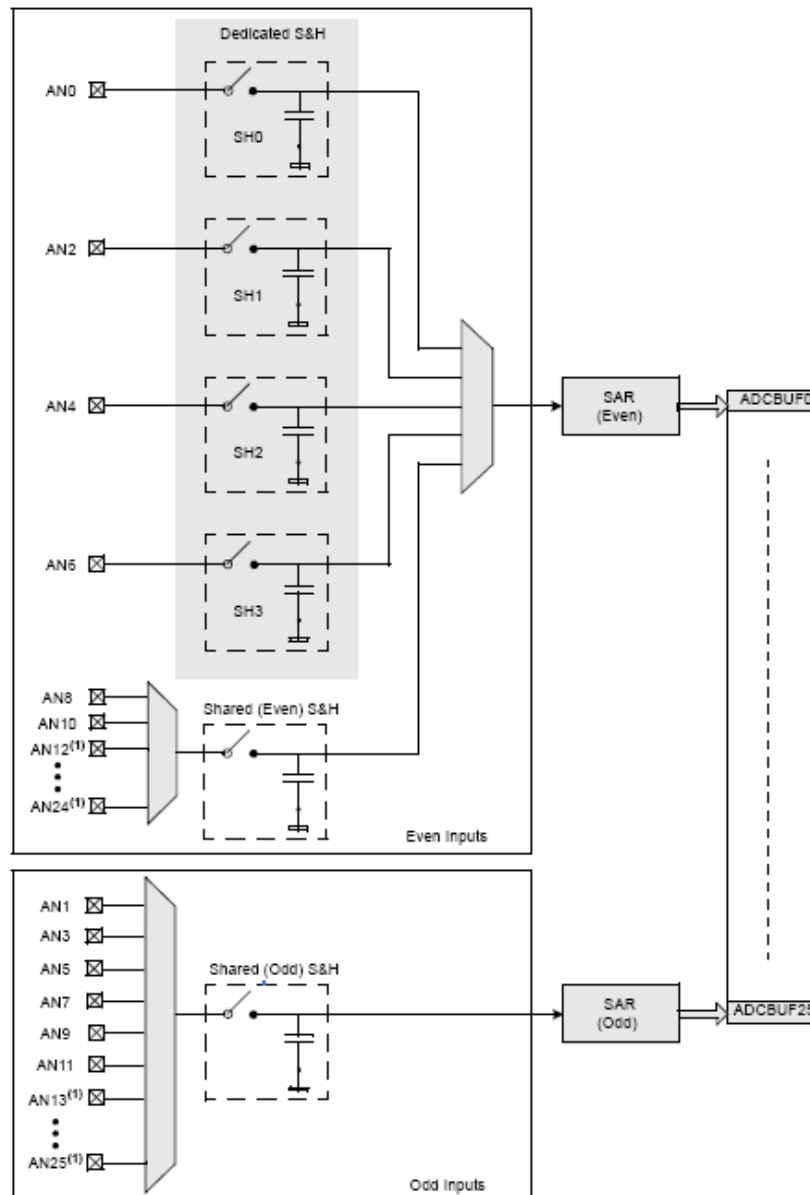 Dedicated S&H
AN0
SH0
AN2
SH1
AN4
SH2
AN6
SH3
SAR
(Even)
ADCBUF0
AN8
AN10
AN12(1)
AN24(1)
Shared (Even) S&H
Even Inputs
AN1
AN3
AN5
AN7
AN9
AN11
AN13(1)
AN25(1)
Shared (Odd) S&H
SAR
(Odd)
ADCBUF25
Odd Inputs